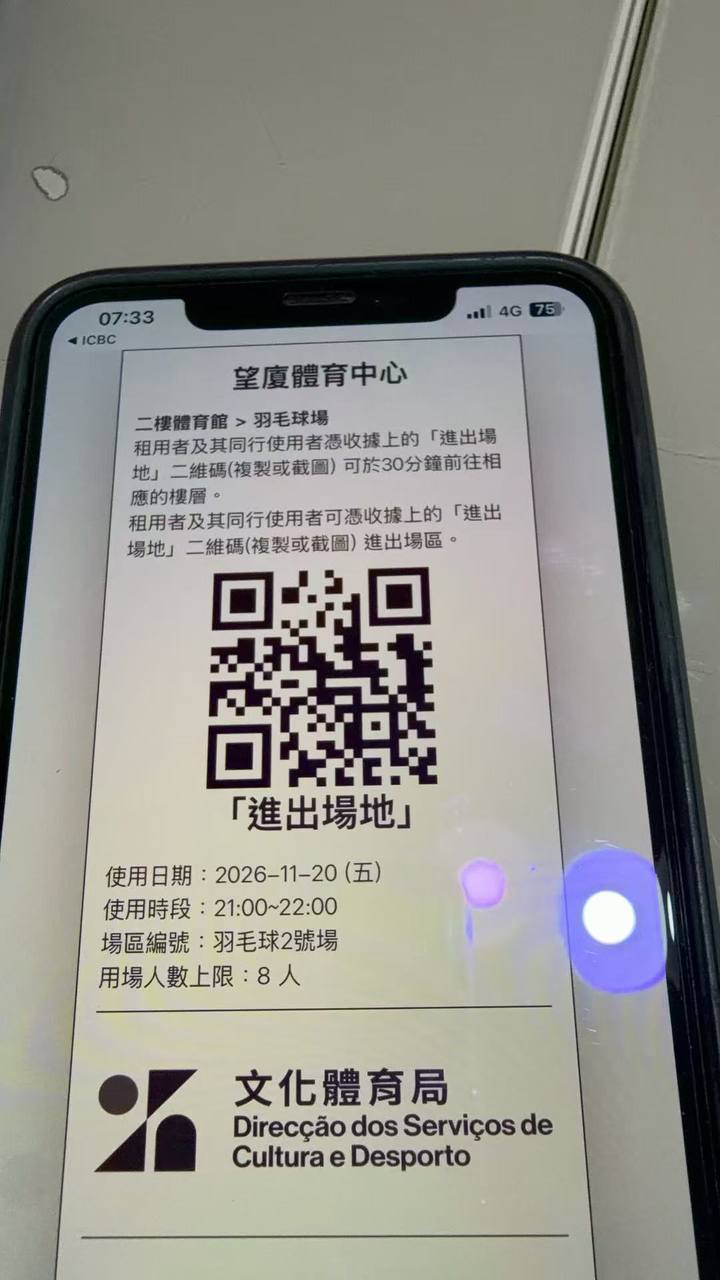 07:33
4G 75
◀ ICBC
望廈體育中心
二樓體育館 > 羽毛球場
租用者及其同行使用者憑收據上的「進出場
地」二維碼(複製或截圖) 可於30分鐘前往相
應的樓層。
租用者及其同行使用者可憑收據上的「進出
場地」二維碼(複製或截圖) 進出場區。
「進出場地」
使用日期：2026–11–20 (五)
使用時段：21:00~22:00
場區編號：羽毛球2號場
用場人數上限：8 人
文化體育局
Direcção dos Serviços de
Cultura e Desporto